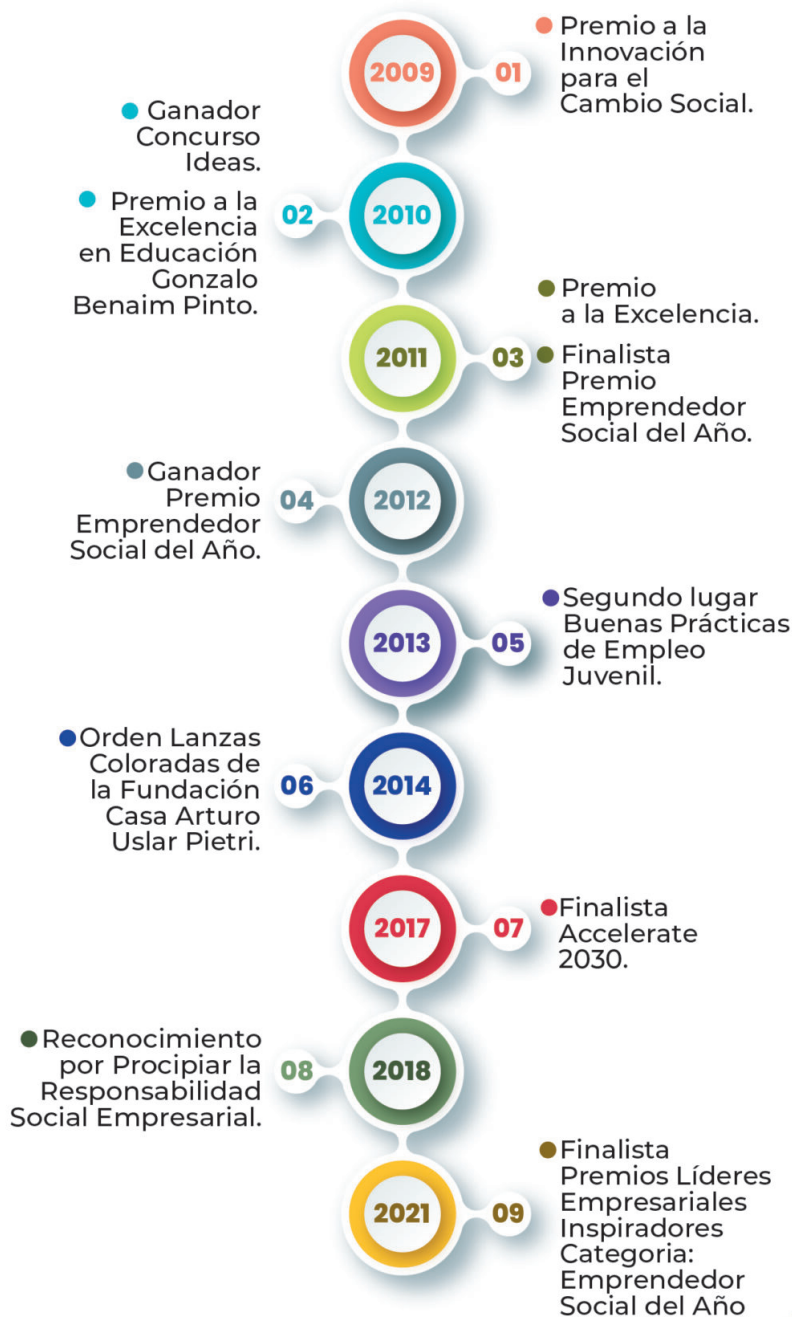 2009
01
Premio a la
Innovación
para el
Cambio Social.
Ganador
Concurso
Ideas.
Premio a la
Excelencia
en Educación
Gonzalo
Benaim Pinto.
02
2010
2011
03
Premio
a la Excelencia.
Finalista
Premio
Emprendedor
Social del Año.
Ganador
Premio
Emprendedor
Social del Año.
04
2012
2013
05
Segundo lugar
Buenas Prácticas
de Empleo
Juvenil.
Orden Lanzas
Coloradas de
la Fundación
Casa Arturo
Uslar Pietri.
06
2014
2017
07
Finalista
Accelerate
2030.
Reconocimiento
por Procipiar la
Responsabilidad
Social Empresarial.
08
2018
2021
09
Finalista
Premios Líderes
Empresariales
Inspiradores
Categoria:
Emprendedor
Social del Año